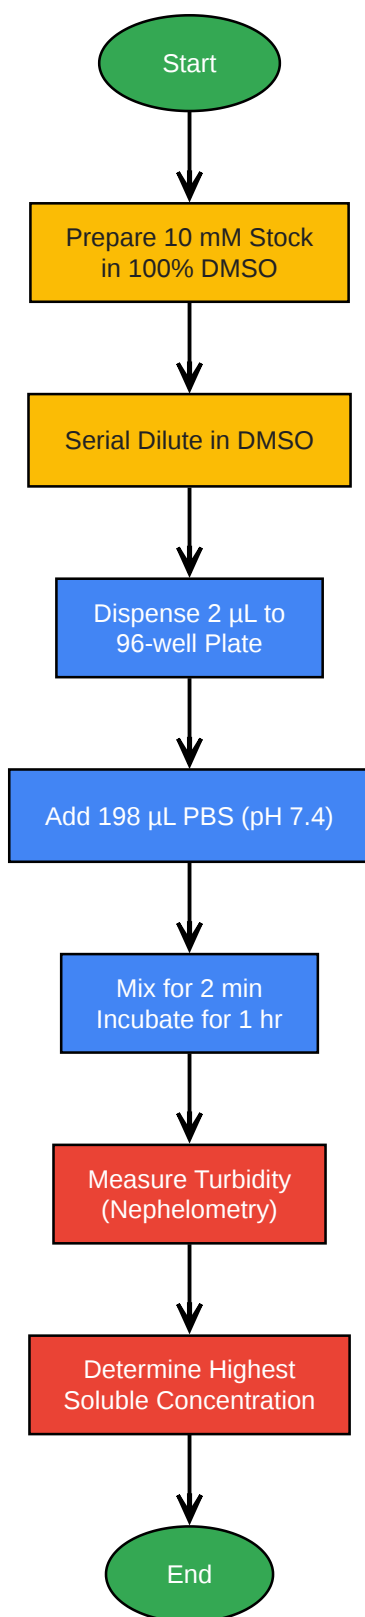 Start
Prepare 10 mM Stock
in 100% DMSO
Serial Dilute in DMSO
Dispense 2 µL to
96-well Plate
Add 198 µL PBS (pH 7.4)
Mix for 2 min
Incubate for 1 hr
Measure Turbidity
(Nephelometry)
Determine Highest
Soluble Concentration
End